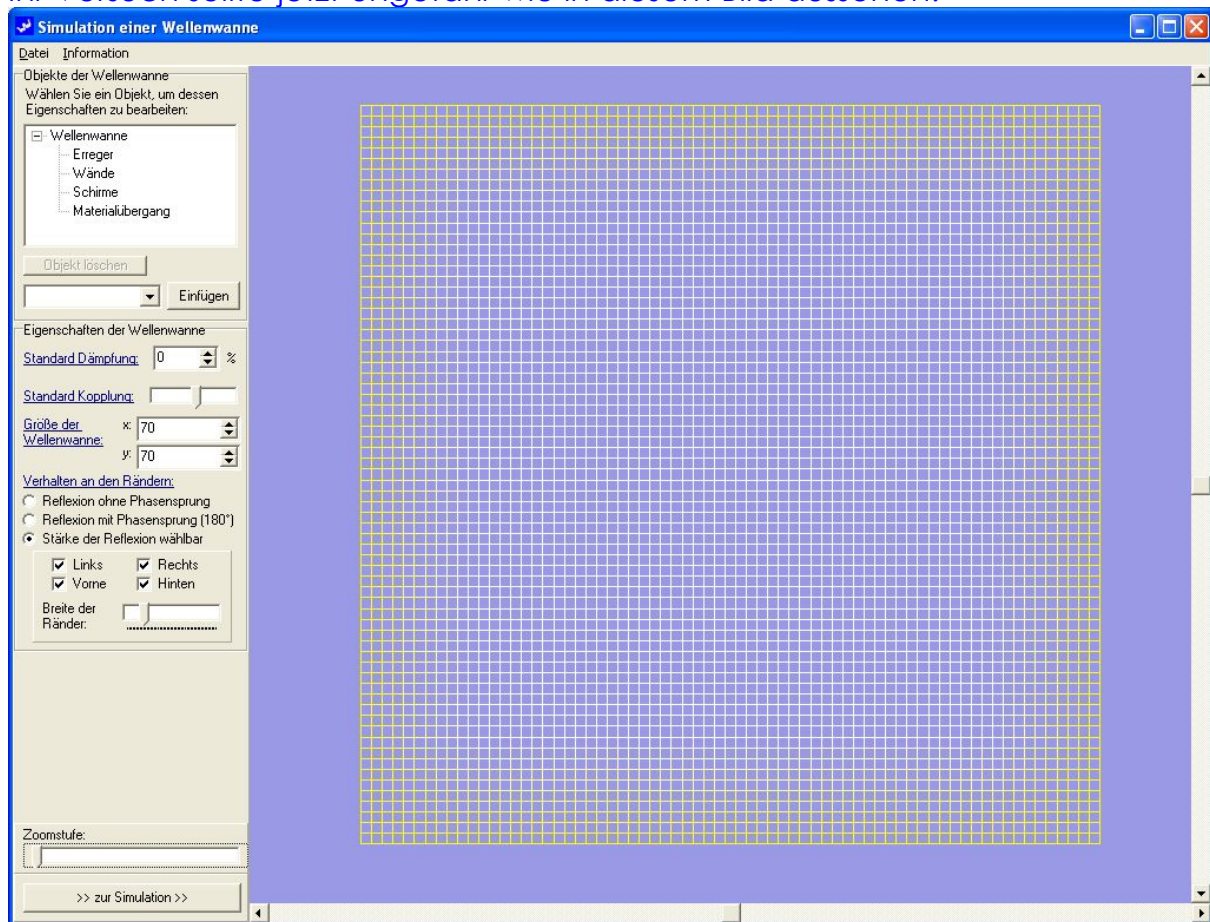 Simulation einer Wellenwanne
Datei Information
Objekte der Wellenwanne
Wählen Sie ein Objekt, um dessen
Eigenschaften zu bearbeiten:
Wellenwanne
Erreger
Wände
Schirme
Materialübergang
Objekt löschen
Einfügen
Eigenschaften der Wellenwanne
Standard Dämpfung: 0 %
Standard Kopplung:
Größe der x: 70
Wellenwanne:
y: 70
Verhalten an den Rändern:
Reflexion ohne Phasensprung
Reflexion mit Phasensprung (180°)
Stärke der Reflexion wählbar
Links Rechts
Vorne Hinten
Breite der
Ränder:
Zoomstufe:
>> zur Simulation >>